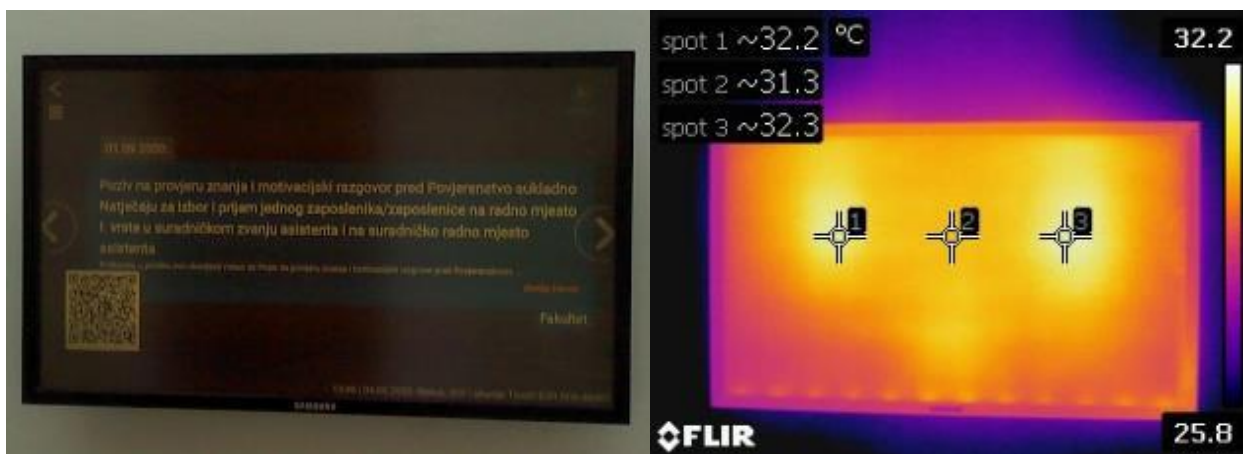 01.09.2020.
Poziv na provjeru znanja i motivacijski razgovor pred Povjerenstvo sukladno
Natječaju za izbor i prijam jednog zaposlenika/zaposlenice na radno mjesto
I. vrste u suradničkom zvanju asistenta i na suradničko radno mjesto
asistenta
Fakultet
SAMSUNG
spot 1 ~32.2 °C
32.2
spot 2 ~31.3
spot 3 ~32.3
1
2
3
FLIR
25.8